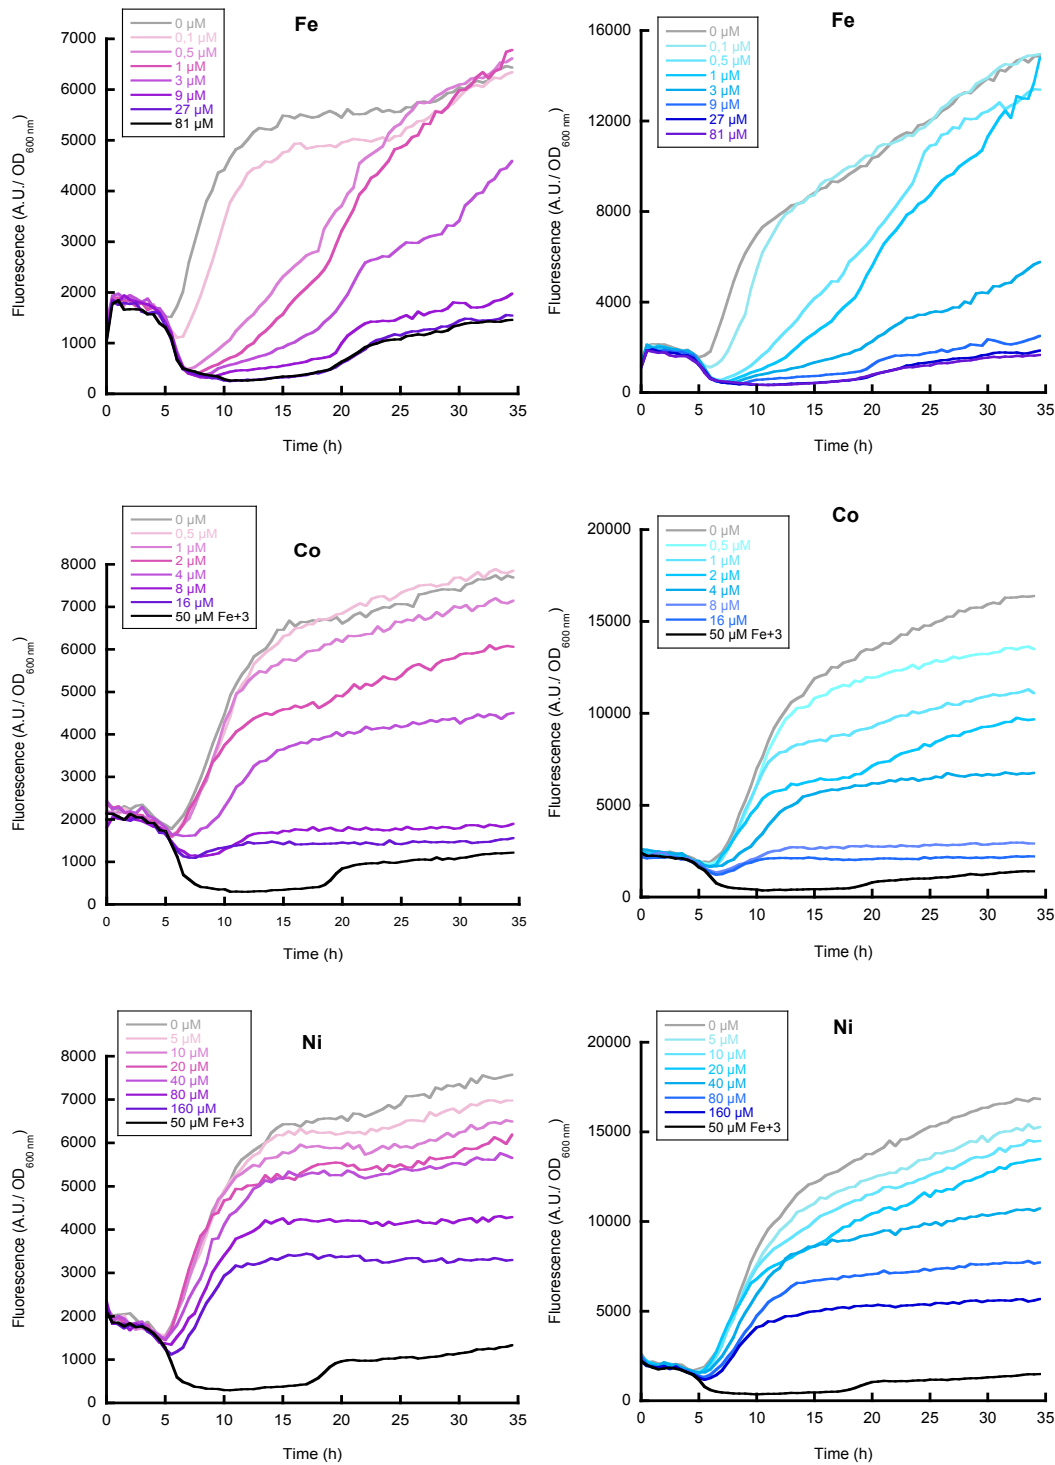 Fe
0 µM
0,1 µM
0,5 µM
1 µM
3 µM
9 µM
27 µM
81 µM
7000
6000
5000
4000
3000
2000
1000
0
Fluorescence (A.U./ OD600 nm)
0 5 10 15 20 25 30 35
Time (h)
Fe
0 µM
0,1 µM
0,5 µM
1 µM
3 µM
9 µM
27 µM
81 µM
16000
12000
8000
4000
0
Fluorescence (A.U./ OD600 nm)
0 5 10 15 20 25 30 35
Time (h)
Co
0 µM
0,5 µM
1 µM
2 µM
4 µM
8 µM
16 µM
50 µM Fe+3
8000
7000
6000
5000
4000
3000
2000
1000
0
Fluorescence (A.U./ OD600 nm)
0 5 10 15 20 25 30 35
Time (h)
Co
0 µM
0,5 µM
1 µM
2 µM
4 µM
8 µM
16 µM
50 µM Fe+3
20000
15000
10000
5000
0
Fluorescence (A.U./ OD600 nm)
0 5 10 15 20 25 30 35
Time (h)
Ni
0 µM
5 µM
10 µM
20 µM
40 µM
80 µM
160 µM
50 µM Fe+3
8000
7000
6000
5000
4000
3000
2000
1000
0
Fluorescence (A.U./ OD600 nm)
0 5 10 15 20 25 30 35
Time (h)
Ni
0 µM
5 µM
10 µM
20 µM
40 µM
80 µM
160 µM
50 µM Fe+3
20000
15000
10000
5000
0
Fluorescence (A.U./ OD600 nm)
0 5 10 15 20 25 30 35
Time (h)